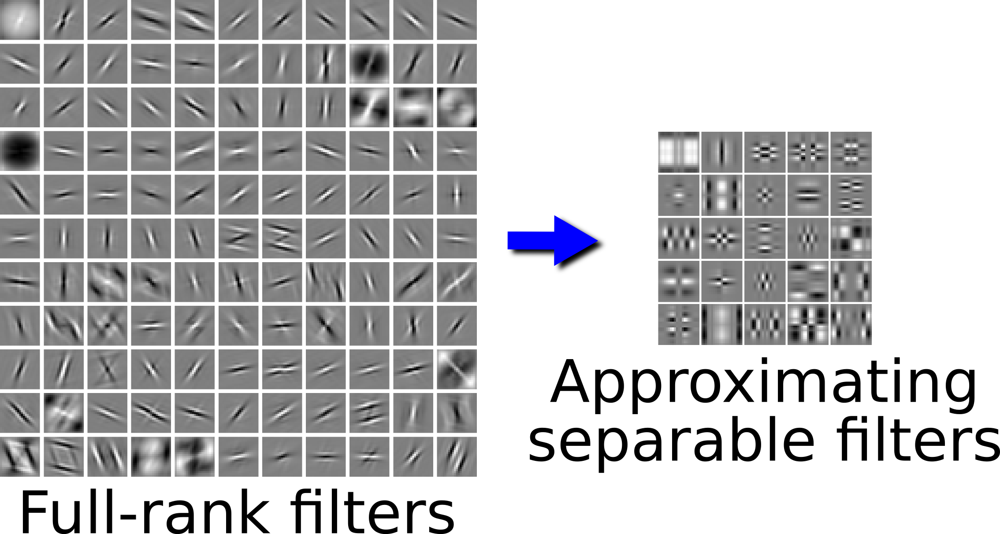 Approximating
separable filters
Full-rank filters